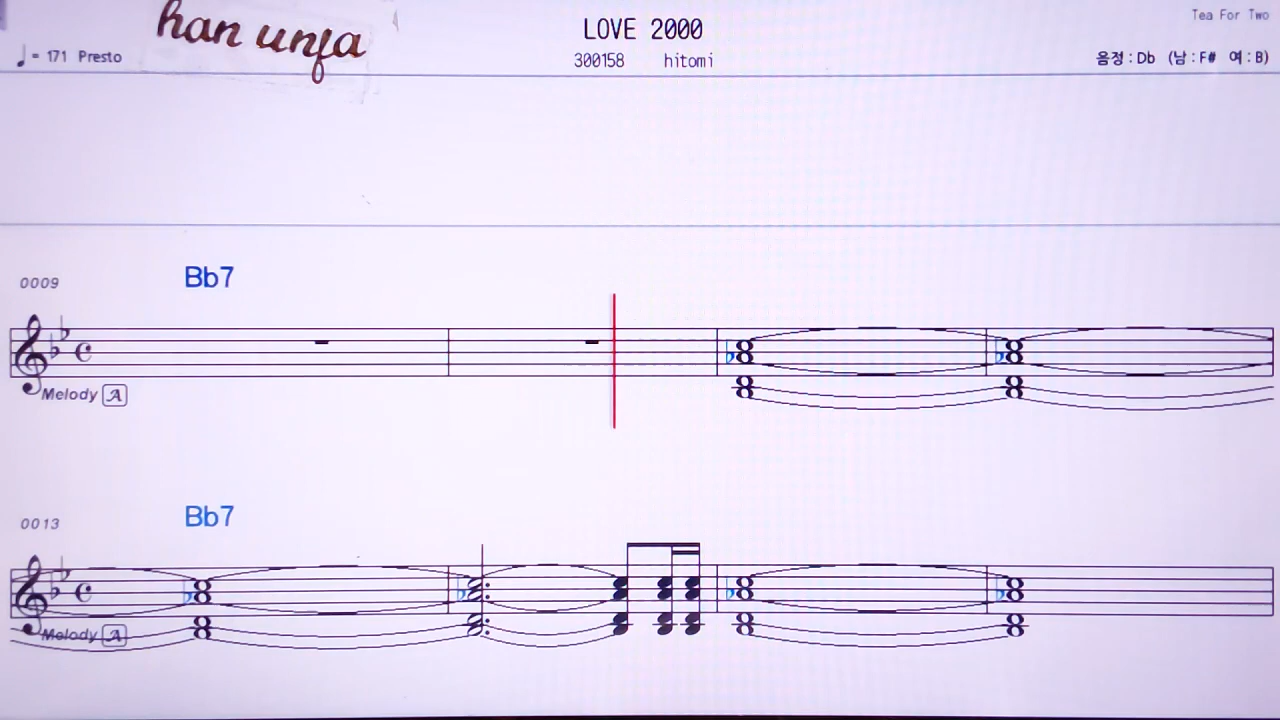 Tea For Two
han unja
LOVE 2000
♩= 171 Presto
300158 hitomi
음정:Db (남:F# 여:B)
0009
Bb7
Melody A
0013
Bb7
Melody A